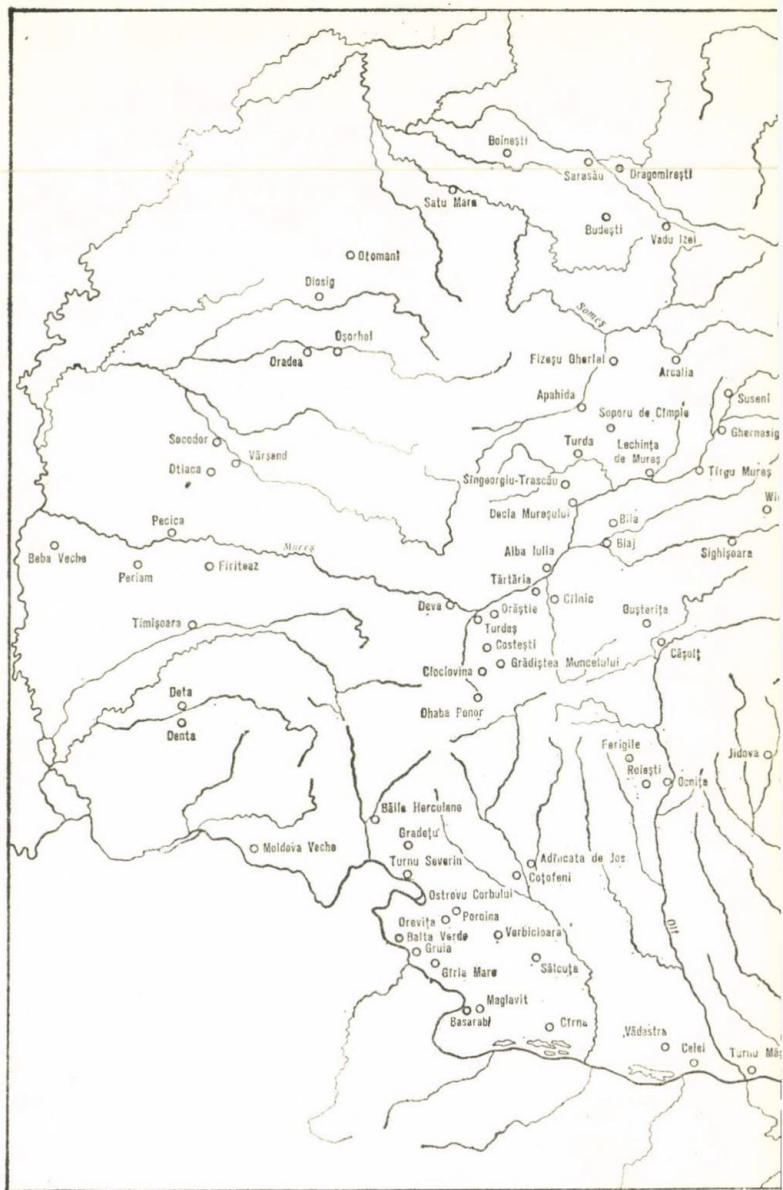 Boinești
Sarasău
Dragomirești
Satu Mare
Budești
Vadu Izei
Otomani
Diosig
Someș
Oșorhei
Oradea
Fizeșu Gherlei
Arcalia
Apahida
Suseni
Soporu de Cîmpie
Socodor
Turda
Lechința
de Mureș
Vărșand
Otiaca
Sîngeorgiu-Trascău
Tîrgu Mureș
Decia Mureșului
Pecica
Blaj
Mureș
Alba Iulia
Sighișoara
Beba Veche
Periam
Firiteaz
Tărtăria
Cîlnic
Deva
Orăștie
Bușterița
Timișoara
Turdaș
Costești
Cășolț
Grădiștea Muncelului
Cioclovina
Ohaba Ponor
Deta
Denta
Ferigile
Jidova
Roiești
Ocnița
Băile Herculane
Gradețu
Moldova Veche
Adîncata de Jos
Turnu Severin
Coțofeni
Ostrovu Corbului
Poroina
Orevița
Olt
Balta Verde
Verbicioara
Gruia
Gîrla Mare
Sălcuța
Maglavit
Basarabi
Cîrna
Vădastra
Celei
Turnu Măg